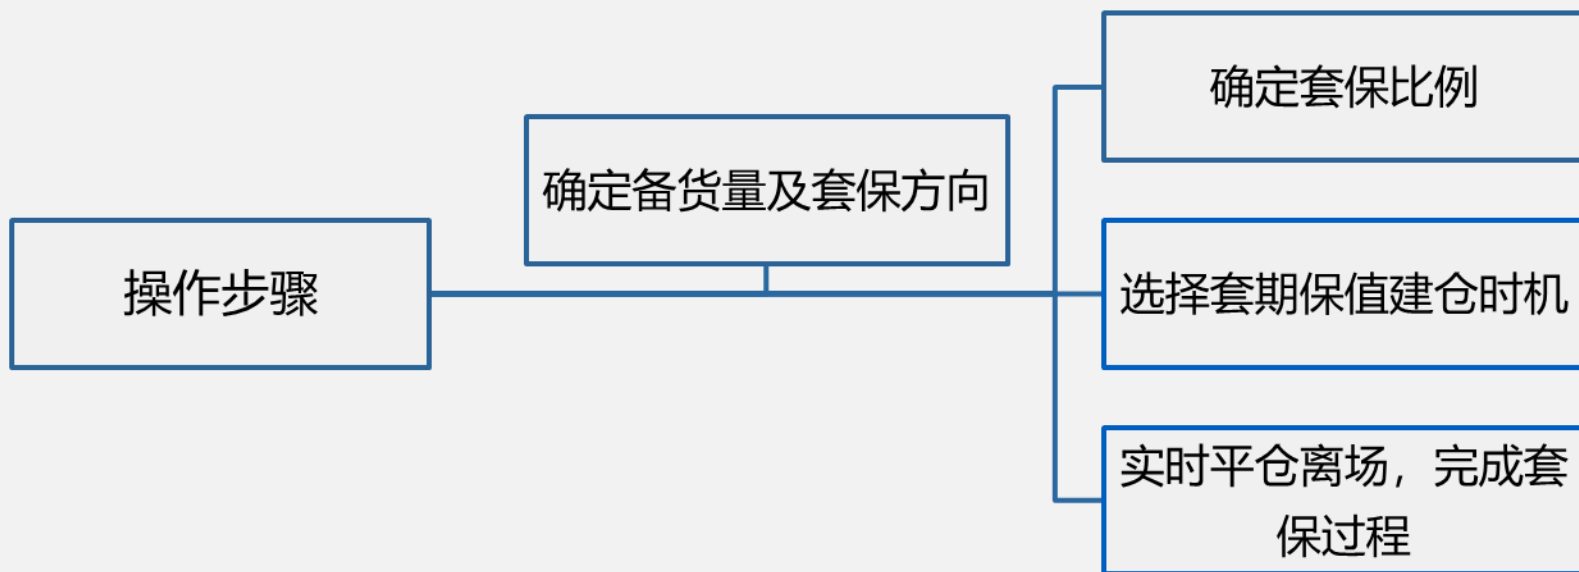 操作步骤
确定备货量及套保方向
确定套保比例
选择套期保值建仓时机
实时平仓离场，完成套
保过程